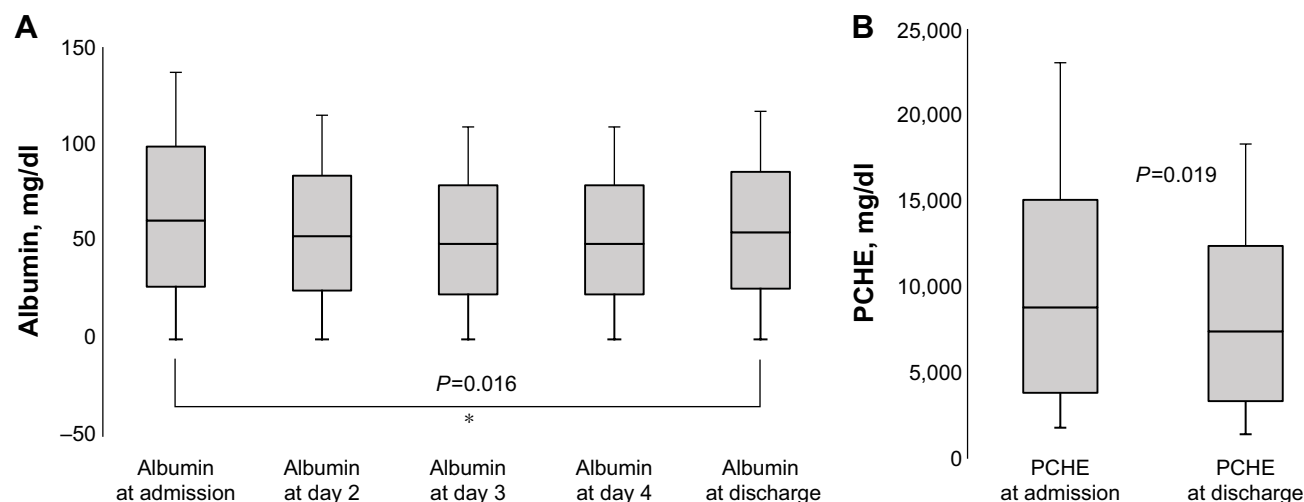 A
Albumin, mg/dl
150
100
50
0
–50
P=0.016
*
Albumin
at admission
Albumin
at day 2
Albumin
at day 3
Albumin
at day 4
Albumin
at discharge
B
PCHE, mg/dl
25,000
20,000
15,000
10,000
5,000
0
P=0.019
PCHE
at admission
PCHE
at discharge